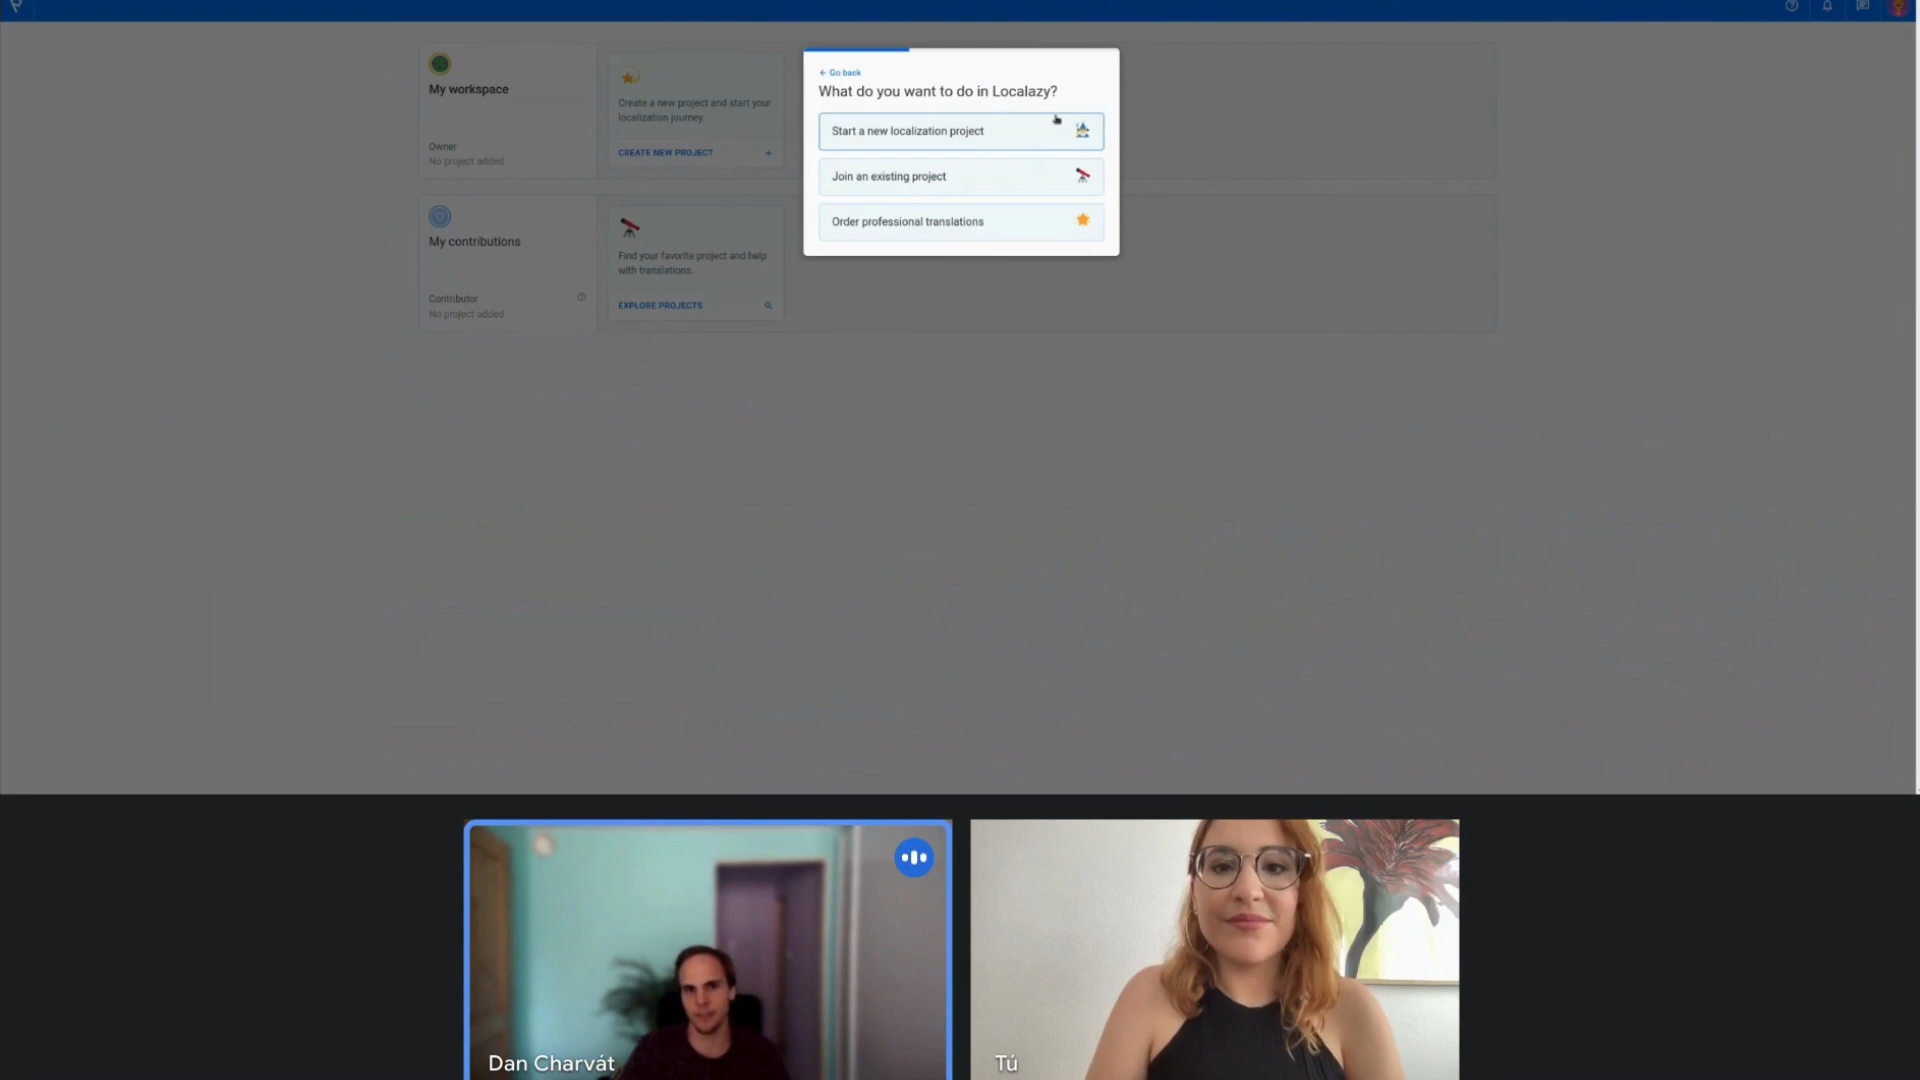 My workspace
Owner
No project added
Create a new project and start your
localization journey
CREATE NEW PROJECT +
My contributions
Contributor
No project added
Find your favorite project and help
with translations.
EXPLORE PROJECTS
← Go back
What do you want to do in Localazy?
Start a new localization project
Join an existing project
Order professional translations
Dan Charvát
Tú